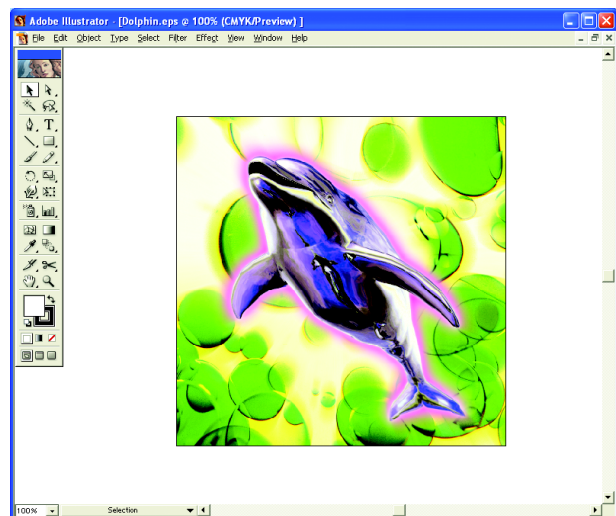 Adobe Illustrator - [Dolphin.eps @ 100% (CMYK/Preview) ]
File Edit Object Type Select Filter Effect View Window Help
T
100% Selection